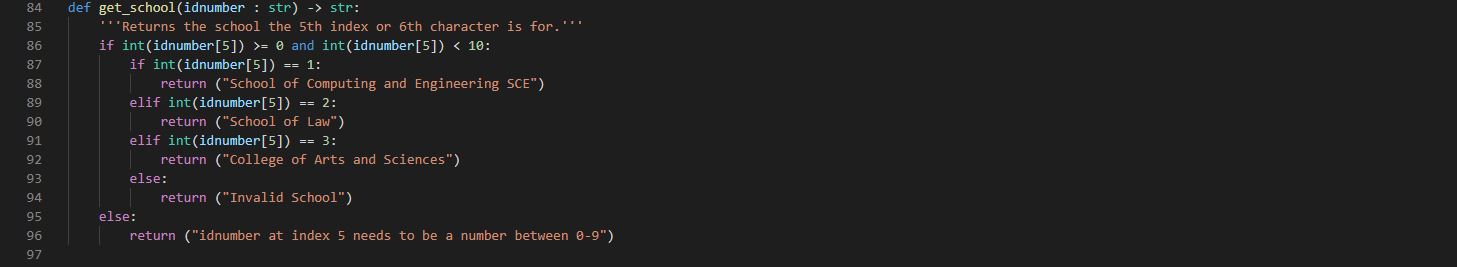 84 def get_school(idnumber : str) -> str:
85     '''Returns the school the 5th index or 6th character is for.'''
86     if int(idnumber[5]) >= 0 and int(idnumber[5]) < 10:
87         if int(idnumber[5]) == 1:
88             return ("School of Computing and Engineering SCE")
89         elif int(idnumber[5]) == 2:
90             return ("School of Law")
91         elif int(idnumber[5]) == 3:
92             return ("College of Arts and Sciences")
93         else:
94             return ("Invalid School")
95     else:
96         return ("idnumber at index 5 needs to be a number between 0-9")
97